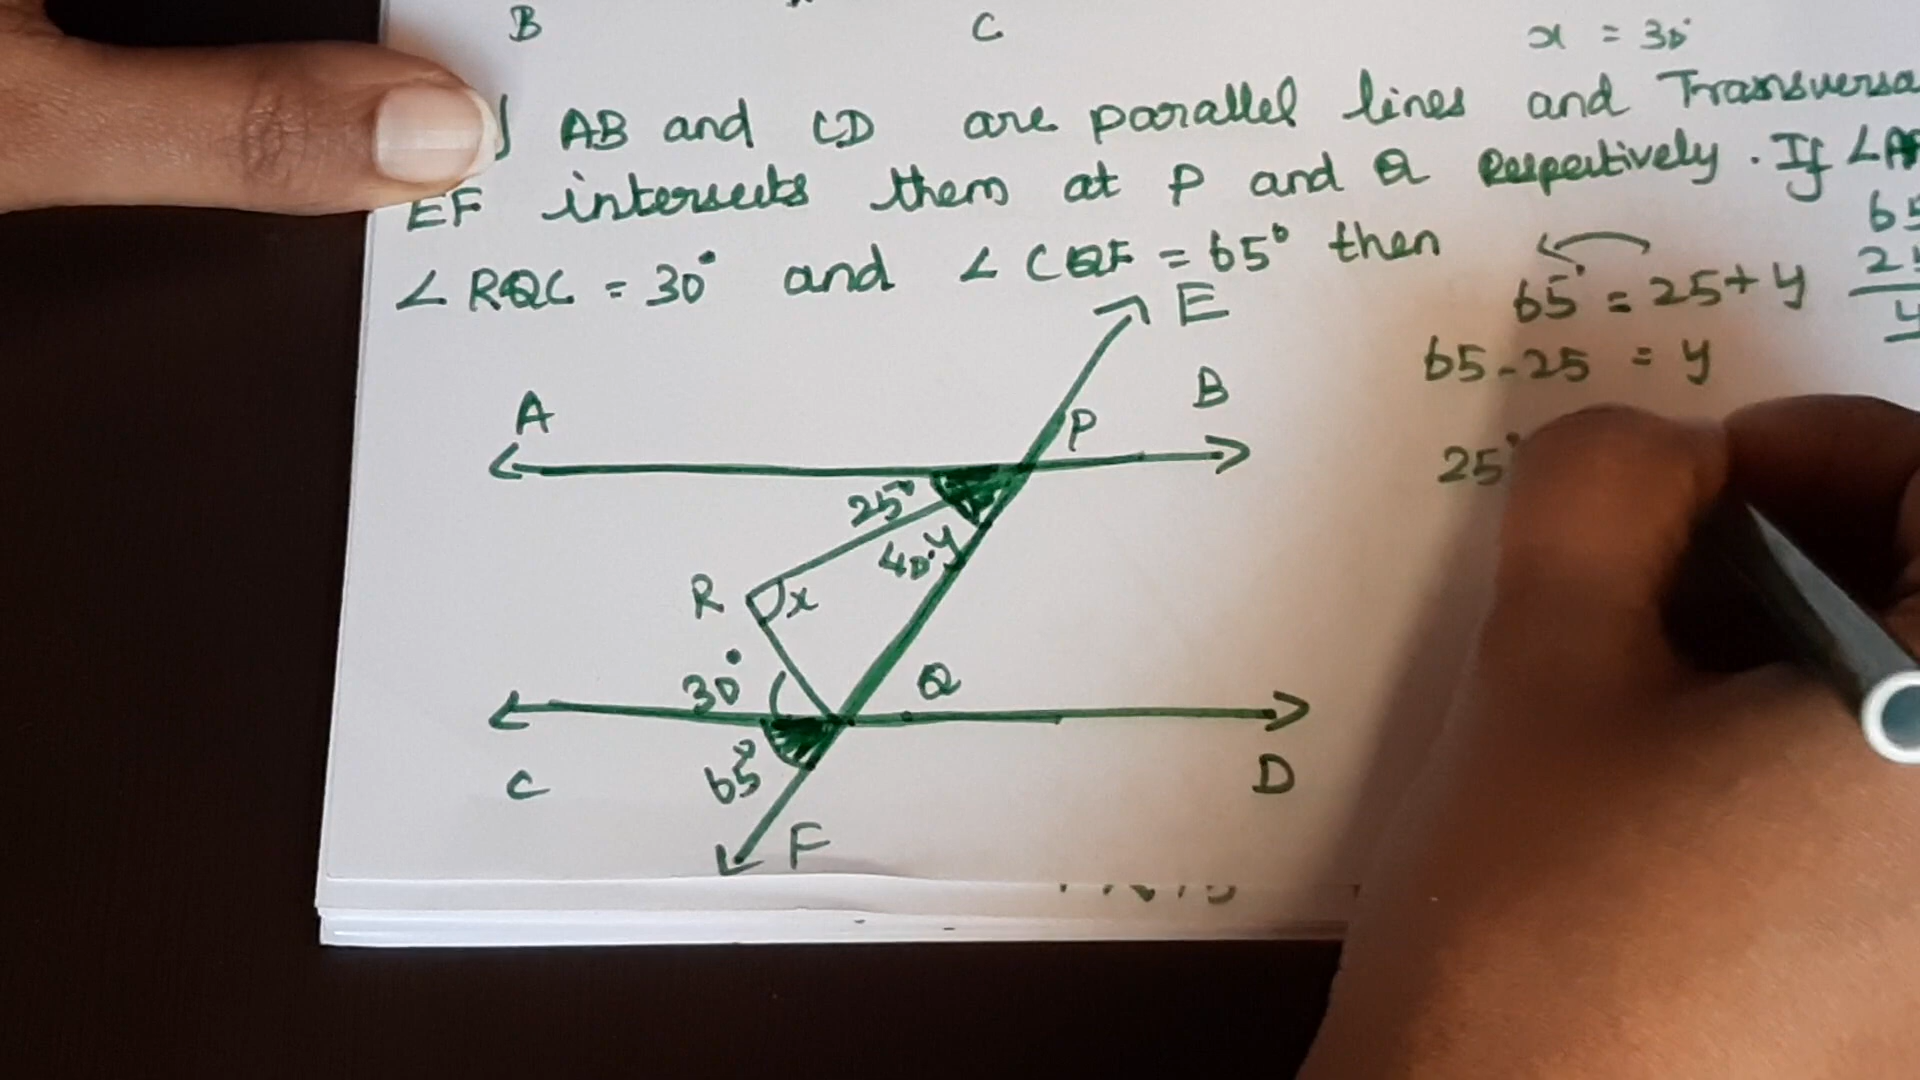 B C
x = 30°
AB and CD are parallel lines and Transversa
EF intersects them at P and Q Respectively. If
∠RQC = 30° and ∠CQF = 65° then
65° = 25 + y
65 - 25 = y
25°
65
E
B
A
P
25°
40° y
R x
30° Q
65°
C D
F